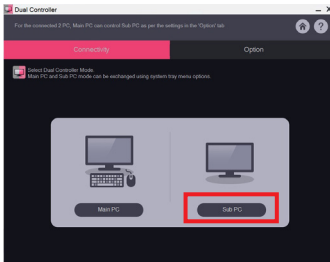 Dual Controller
For the connected 2 PC, Main PC can control Sub PC as per the settings in the 'Option' tab.
Connectivity
Option
Select Dual Controller Mode.
Main PC and Sub PC mode can be exchanged using system tray menu options.
Main PC
Sub PC